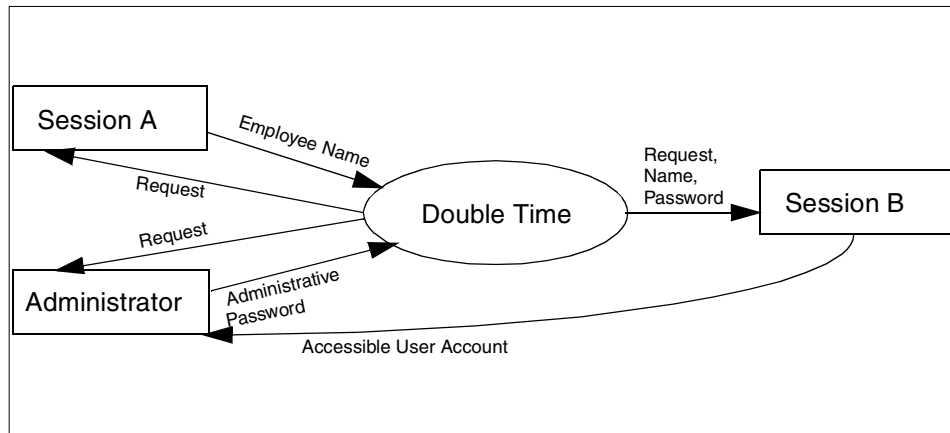 Session A
Employee Name
Request
Request,
Name,
Password
Double Time
Session B
Request
Administrator
Administrative
Password
Accessible User Account